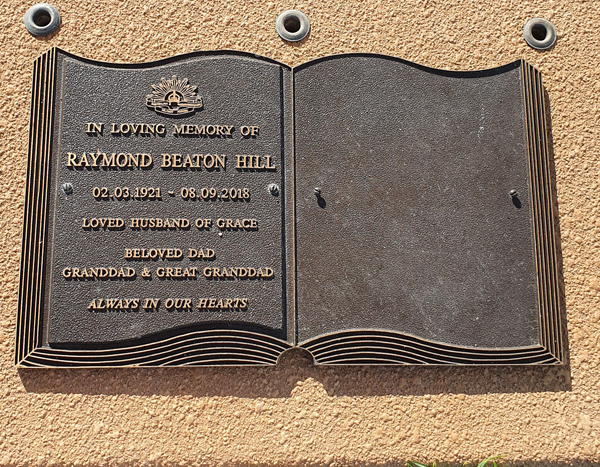 IN LOVING MEMORY OF
RAYMOND BEATON HILL
02.03.1921 ~ 08.09.2018
LOVED HUSBAND OF GRACE
BELOVED DAD
GRANDDAD & GREAT GRANDDAD
ALWAYS IN OUR HEARTS